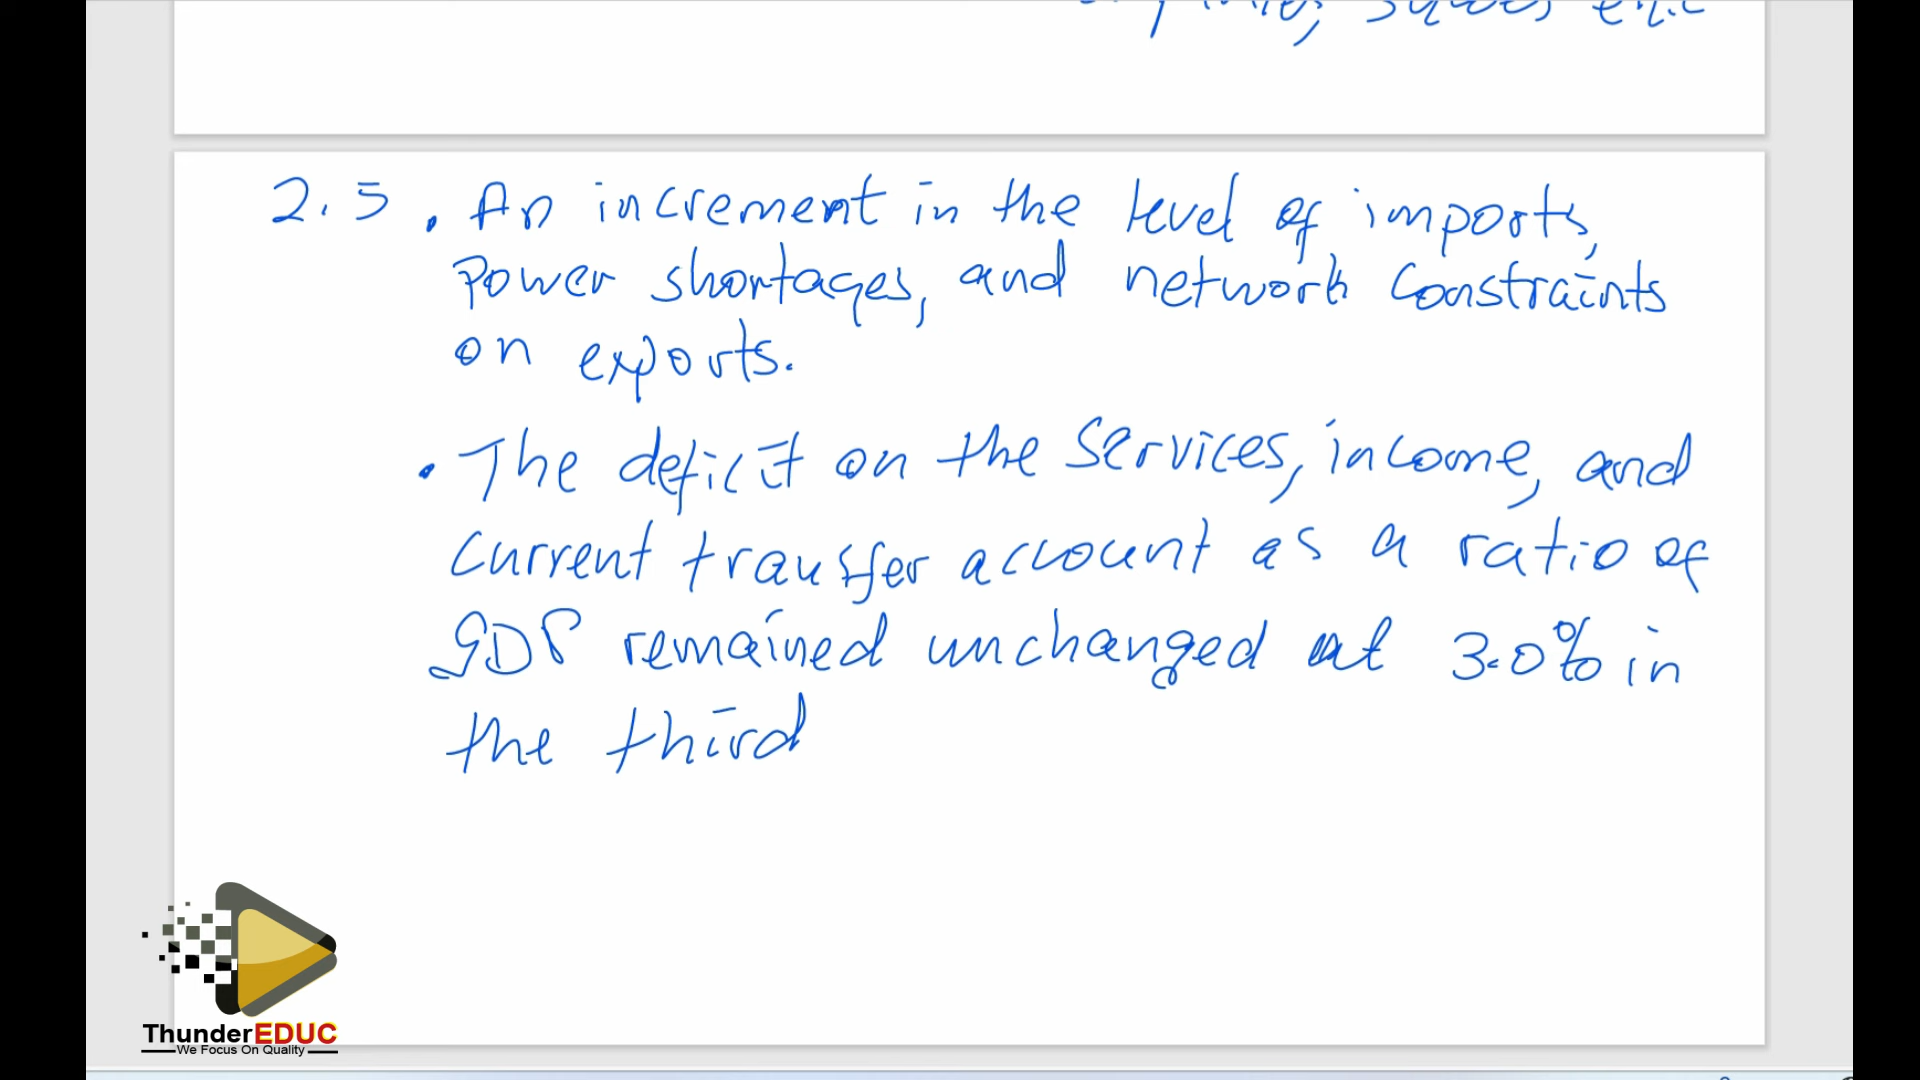 2.5. An increment in the level of imports,
Power shortages, and network Constraints
on exports.
• The deficit on the Services, income, and
Current transfer account as a ratio of
GDP remained unchanged at 3.0% in
the third
ThunderEDUC
We Focus On Quality